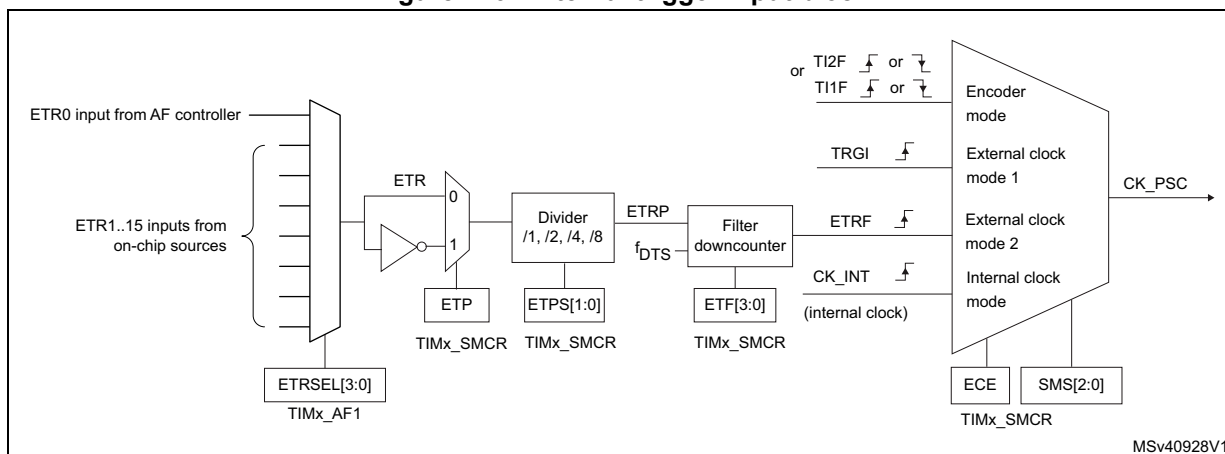 or TI2F or
TI1F or
Encoder
mode
ETR0 input from AF controller
TRGI
External clock
mode 1
CK_PSC
ETR
0
ETR1..15 inputs from
on-chip sources
1
Divider
/1, /2, /4, /8
ETRP
Filter
downcounter
fDTS
ETRF
External clock
mode 2
CK_INT
Internal clock
mode
(internal clock)
ETP
TIMx_SMCR
ETPS[1:0]
TIMx_SMCR
ETF[3:0]
TIMx_SMCR
ETRSEL[3:0]
TIMx_AF1
ECE
SMS[2:0]
TIMx_SMCR
MSv40928V1